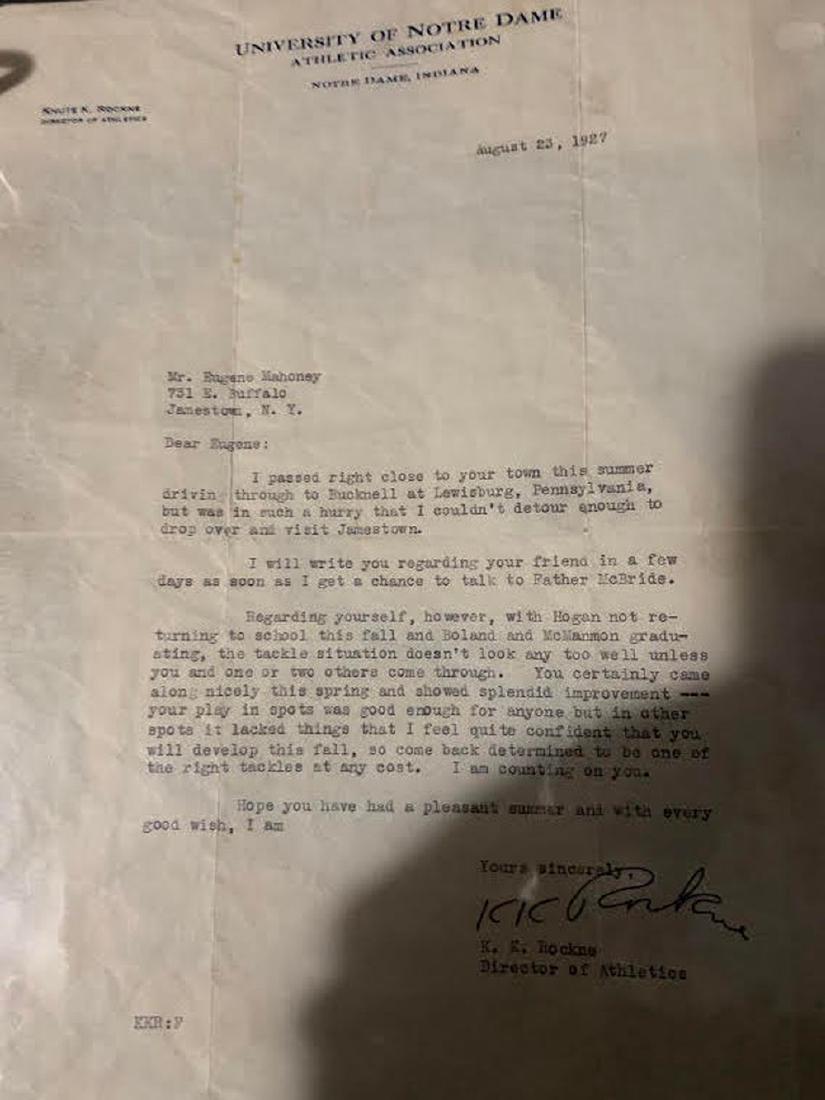 UNIVERSITY OF NOTRE DAME
ATHLETIC ASSOCIATION
NOTRE DAME, INDIANA
KNUTE K. ROCKNE
DIRECTOR OF ATHLETICS
August 23, 1927
Mr. Eugene Mahoney
731 E. Buffalo
Jamestown, N. Y.
Dear Eugene:
I passed right close to your town this summer
drivin through to Bucknell at Lewisburg, Pennsylvania,
but was in such a hurry that I couldn't detour enough to
drop over and visit Jamestown.
I will write you regarding your friend in a few
days as soon as I get a chance to talk to Father McBride.
Regarding yourself, however, with Hogan not re-
turning to school this fall and Boland and McManmon gradu-
ating, the tackle situation doesn't look any too well unless
you and one or two others come through. You certainly came
along nicely this spring and showed splendid improvement ---
your play in spots was good enough for anyone but in other
spots it lacked things that I feel quite confident that you
will develop this fall, so come back determined to be one of
the right tackles at any cost. I am counting on you.
Hope you have had a pleasant summer and with every
good wish, I am
Yours sincerely,
KK Rockne
K. K. Rockne
Director of Athletics
KKR:F